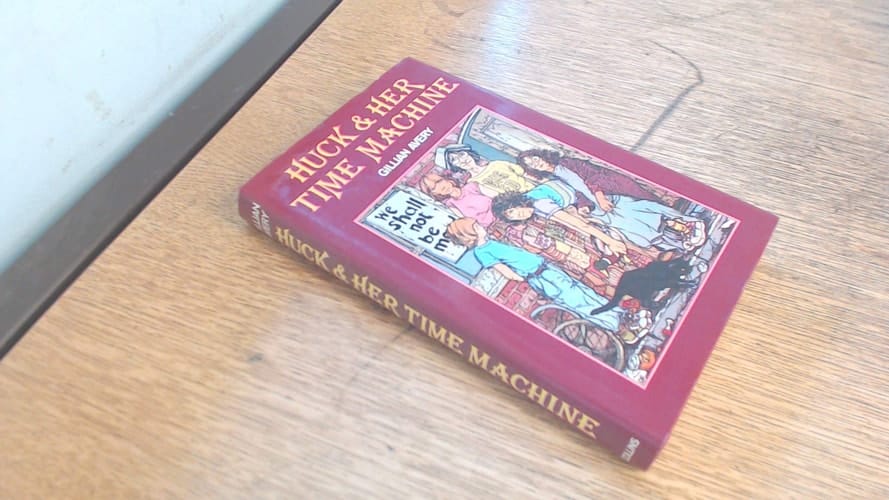 HUCK & HER
TIME MACHINE
GILLIAN AVERY
we
shall
not
be
HUCK & HER TIME MACHINE